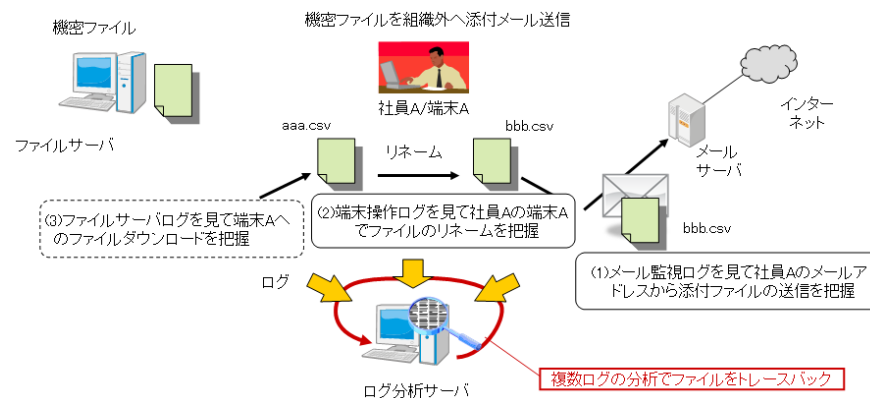 機密ファイル
機密ファイルを組織外へ添付メール送信
社員A/端末A
インター
ネット
メール
サーバ
ファイルサーバ
aaa.csv
リネーム
bbb.csv
bbb.csv
(3)ファイルサーバログを見て端末Aへ
のファイルダウンロードを把握
(2)端末操作ログを見て社員Aの端末A
でファイルのリネームを把握
(1)メール監視ログを見て社員Aのメールア
ドレスから添付ファイルの送信を把握
ログ
ログ分析サーバ
複数ログの分析でファイルをトレースバック